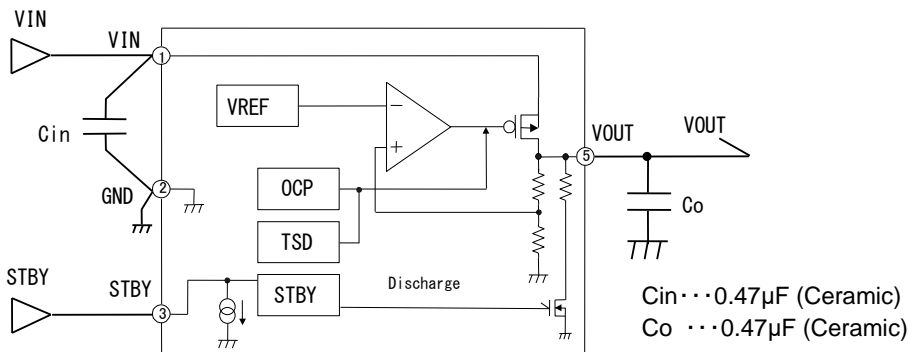 VIN
VIN
1
VREF
−
+
Cin
VOUT
VOUT
5
GND
2
OCP
Co
TSD
STBY
STBY
3
STBY
Discharge
Cin・・・0.47µF (Ceramic)
Co ・・・0.47µF (Ceramic)